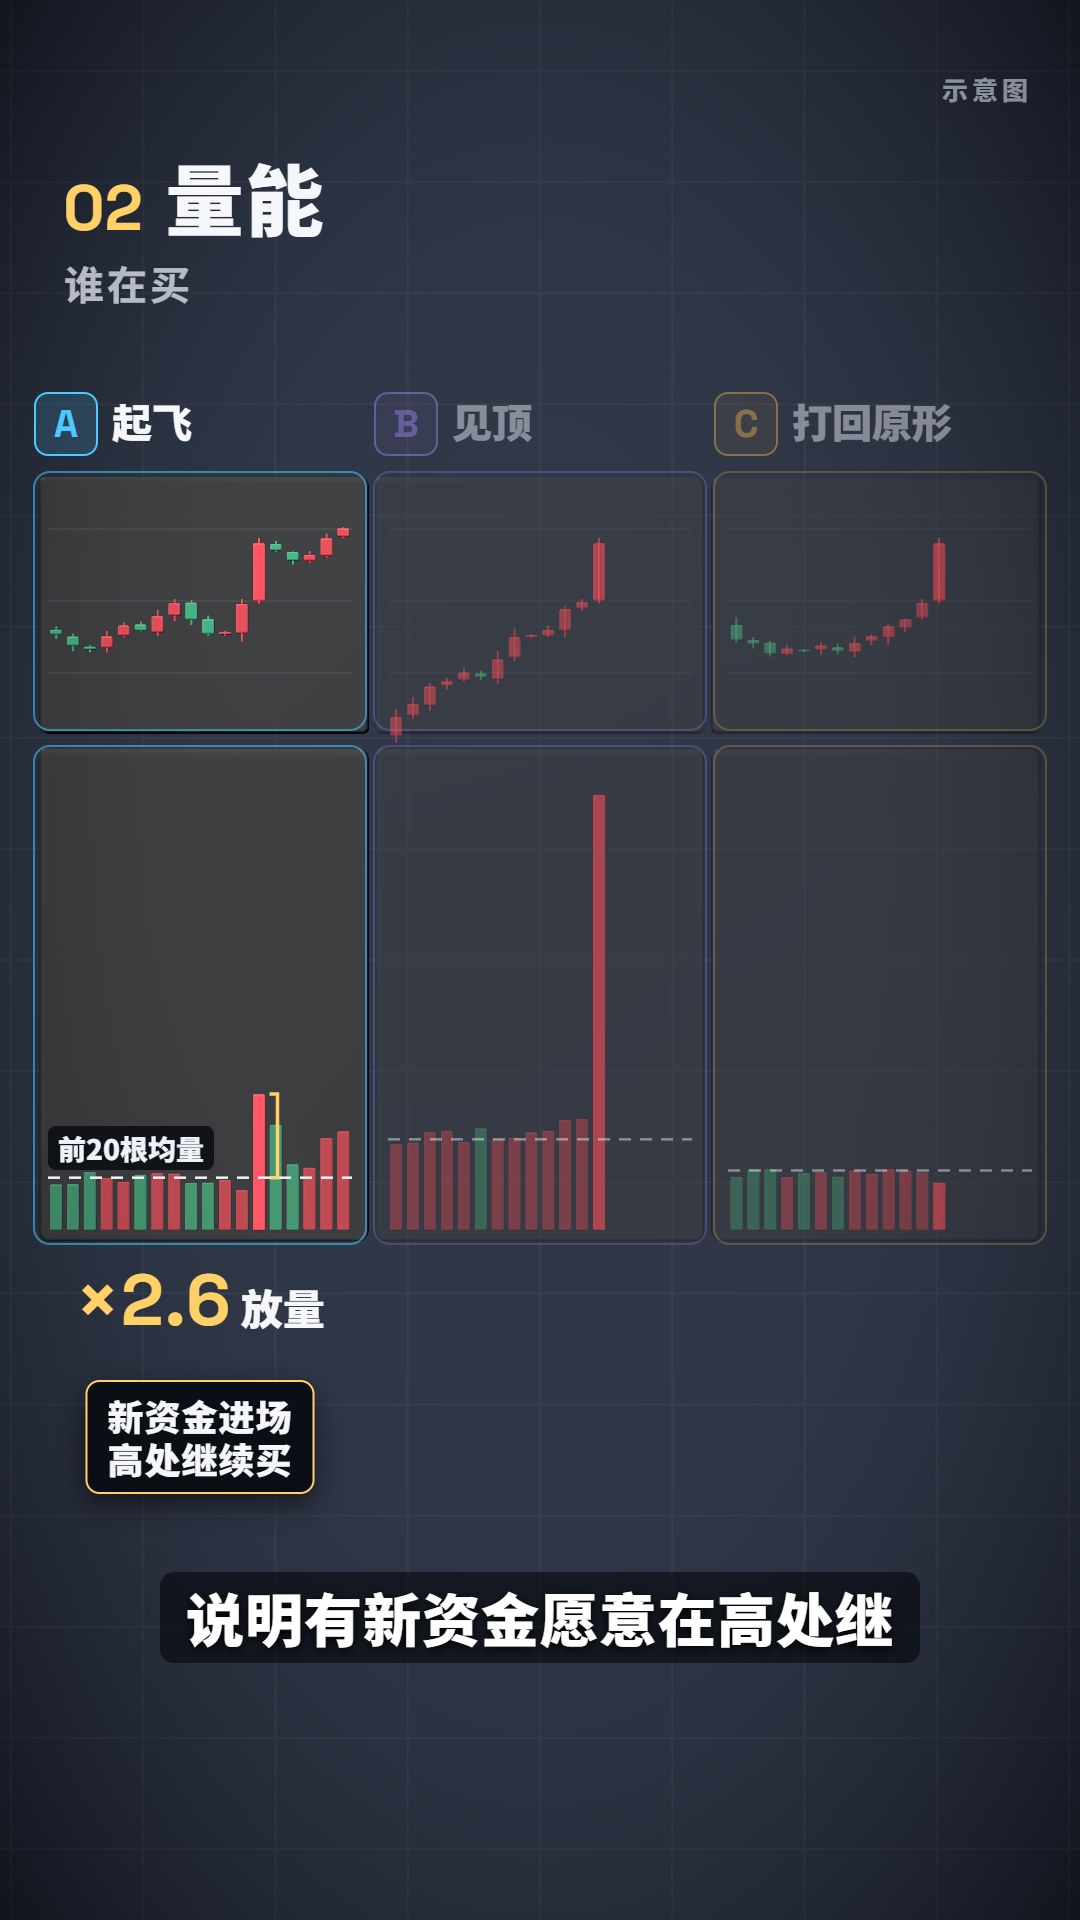 示意图
02 量能
谁在买
A 起飞
B 见顶
C 打回原形
前20根均量
×2.6 放量
新资金进场
高处继续买
说明有新资金愿意在高处继